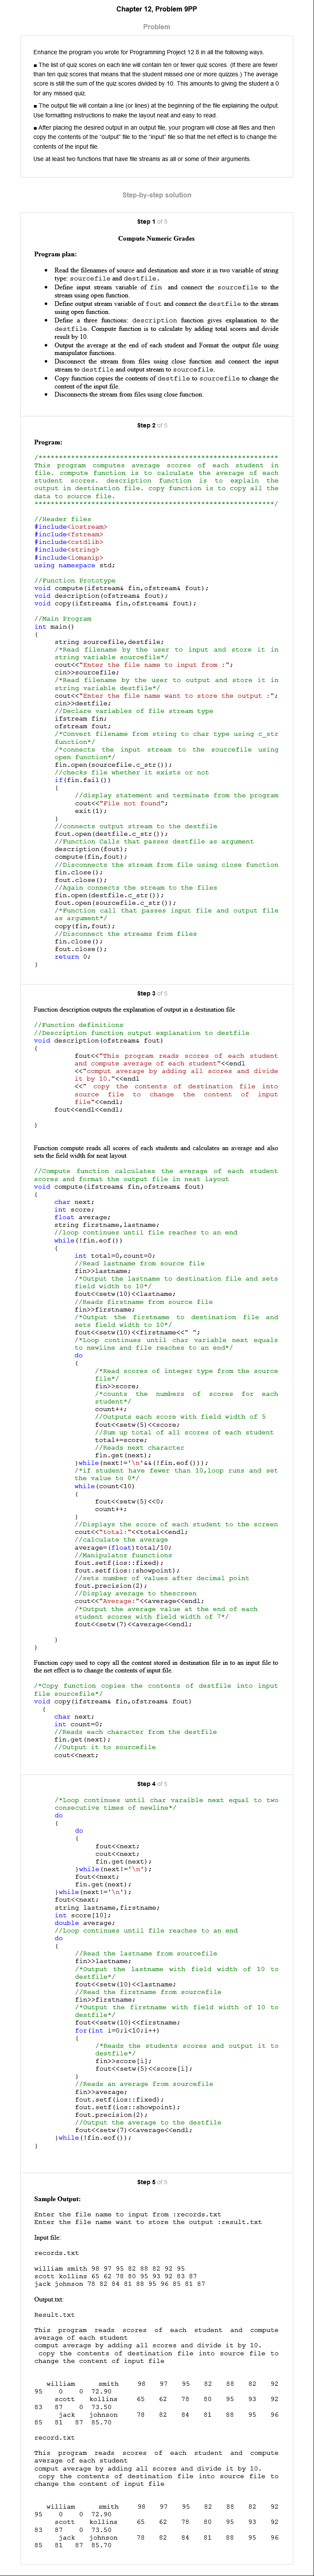 Chapter 12, Problem 9PP
Problem
Enhance the program you wrote for Programming Project 12.8 in all the following ways.
■ The list of quiz scores on each line will contain ten or fewer quiz scores. (If there are fewer
than ten quiz scores that means that the student missed one or more quizzes.) The average
score is still the sum of the quiz scores divided by 10. This amounts to giving the student a 0
for any missed quiz.
■ The output file will contain a line (or lines) at the beginning of the file explaining the output.
Use formatting instructions to make the layout neat and easy to read.
■ After placing the desired output in an output file, your program will close all files and then
copy the contents of the "output" file to the "input" file so that the net effect is to change the
contents of the input file.
Use at least two functions that have file streams as all or some of their arguments.
Step-by-step solution
Step 1 of 5
Compute Numeric Grades
Program plan:
• Read the filenames of source and destination and store it in two variable of string
type: sourcefile and destfile.
• Define input stream variable of fin and connect the sourcefile to the
stream using open function.
• Define output stream variable of fout and connect the destfile to the stream
using open function.
• Define a three functions: description function gives explanation to the
destfile. Compute function is to calculate by adding total scores and divide
result by 10.
• Output the average at the end of each student and Format the output file using
manipulator functions.
• Disconnect the stream from files using close function and connect the input
stream to destfile and output stream to sourcefile.
• Copy function copies the contents of destfile to sourcefile to change the
content of the input file.
• Disconnects the stream from files using close function.
Step 2 of 5
Program:
/***********************************************************
This program computes average scores of each student in
file. compute function is to calculate the average of each
student scores. description function is to explain the
output in destination file. copy function is to copy all the
data to source file.
***********************************************************/
//Header files
#include<iostream>
#include<fstream>
#include<cstdlib>
#include<string>
#include<iomanip>
using namespace std;
//Function Prototype
void compute(ifstream& fin,ofstream& fout);
void description(ofstream& fout);
void copy(ifstream& fin,ofstream& fout);
//Main Program
int main()
{
string sourcefile,destfile;
/*Read filename by the user to input and store it in
string variable sourcefile*/
cout<<"Enter the file name to input from :";
cin>>sourcefile;
/*Read filename by the user to output and store it in
string variable destfile*/
cout<<"Enter the file name want to store the output :";
cin>>destfile;
//Declare variables of file stream type
ifstream fin;
ofstream fout;
/*Convert filename from string to char type using c_str
function*/
/*connects the input stream to the sourcefile using
open function*/
fin.open(sourcefile.c_str());
//checks file whether it exists or not
if(fin.fail())
{
//display statement and terminate from the program
cout<<"File not found";
exit(1);
}
//connects output stream to the destfile
fout.open(destfile.c_str());
//Function Calls that passes destfile as argument
description(fout);
compute(fin,fout);
//Disconnects the stream from file using close function
fin.close();
fout.close();
//Again connects the stream to the files
fin.open(destfile.c_str());
fout.open(sourcefile.c_str());
/*Function call that passes input file and output file
as argument*/
copy(fin,fout);
//Disconnect the streams from files
fin.close();
fout.close();
return 0;
}
Step 3 of 5
Function description outputs the explanation of output in a destination file
//Function definitions
//Description function output explanation to destfile
void description(ofstream& fout)
{
fout<<"This program reads scores of each student
and compute average of each student"<<endl
<<"comput average by adding all scores and divide
it by 10."<<endl
<<" copy the contents of destination file into
source file to change the content of input
file"<<endl;
fout<<endl<<endl;
}
Function compute reads all scores of each students and calculates an average and also
sets the field width for neat layout
//Compute function calculates the average of each student
scores and format the output file in neat layout
void compute(ifstream& fin,ofstream& fout)
{
char next;
int score;
float average;
string firstname,lastname;
//loop continues until file reaches to an end
while(!fin.eof())
{
int total=0,count=0;
//Read lastname from source file
fin>>lastname;
/*Output the lastname to destination file and sets
field width to 10*/
fout<<setw(10)<<lastname;
//Reads firstname from source file
fin>>firstname;
/*Output the firstname to destination file and
sets field width to 10*/
fout<<setw(10)<<firstname<<" ";
/*Loop continues until char variable next equals
to newline and file reaches to an end*/
do
{
/*Read scores of integer type from the source
file*/
fin>>score;
/*counts the numbers of scores for each
student*/
count++;
//Outputs each score with field width of 5
fout<<setw(5)<<score;
//Sum up total of all scores of each student
total+=score;
//Reads next character
fin.get(next);
}while(next!='\n'&&(!fin.eof()));
/*if student have fewer than 10,loop runs and set
the value to 0*/
while(count<10)
{
fout<<setw(5)<<0;
count++;
}
//Displays the score of each student to the screen
cout<<"total:"<<total<<endl;
//calculate the average
average=(float)total/10;
//Manipulator fuunctions
fout.setf(ios::fixed);
fout.setf(ios::showpoint);
//sets number of values after decimal point
fout.precision(2);
//Display average to thescreen
cout<<"Average:"<<average<<endl;
/*Output the average value at the end of each
student scores with field width of 7*/
fout<<setw(7)<<average<<endl;
}
}
Function copy used to copy all the content stored in destination file in to an input file to
the net effect is to change the contents of input file.
/*Copy function copies the contents of destfile into input
file sourcefile*/
void copy(ifstream& fin,ofstream& fout)
{
char next;
int count=0;
//Reads each character from the destfile
fin.get(next);
//Output it to sourcefile
cout<<next;
Step 4 of 5
/*Loop continues until char varaible next equal to two
consecutive times of newline*/
do
{
do
{
fout<<next;
cout<<next;
fin.get(next);
}while(next!='\n');
fout<<next;
fin.get(next);
}while(next!='\n');
fout<<next;
string lastname,firstname;
int score[10];
double average;
//Loop continues until file reaches to an end
do
{
//Read the lastname from sourcefile
fin>>lastname;
/*Output the lastname with field width of 10 to
destfile*/
fout<<setw(10)<<lastname;
//Read the firstname from sourcefile
fin>>firstname;
/*Output the firstname with field width of 10 to
destfile*/
fout<<setw(10)<<firstname;
for(int i=0;i<10;i++)
{
/*Reads the students scores and output it to
destfile*/
fin>>score[i];
fout<<setw(5)<<score[i];
}
//Reads an average from sourcefile
fin>>average;
fout.setf(ios::fixed);
fout.setf(ios::showpoint);
fout.precision(2);
//Output the average to the destfile
fout<<setw(7)<<average<<endl;
}while(!fin.eof());
}
Step 5 of 5
Sample Output:
Enter the file name to input from :records.txt
Enter the file name want to store the output :result.txt
Input file:
records.txt
william smith 98 97 95 82 88 82 92 95
scott kollins 65 62 78 80 95 93 92 83 87
jack johnson 78 82 84 81 88 95 96 85 81 87
Output.txt:
Result.txt
This program reads scores of each student and compute
average of each student
comput average by adding all scores and divide it by 10.
copy the contents of destination file into source file to
change the content of input file
william smith 98 97 95 82 88 82 92
95 0 0 72.90
scott kollins 65 62 78 80 95 93 92
83 87 0 73.50
jack johnson 78 82 84 81 88 95 96
85 81 87 85.70
record.txt
This program reads scores of each student and compute
average of each student
comput average by adding all scores and divide it by 10.
copy the contents of destination file into source file to
change the content of input file
william smith 98 97 95 82 88 82 92
95 0 0 72.90
scott kollins 65 62 78 80 95 93 92
83 87 0 73.50
jack johnson 78 82 84 81 88 95 96
85 81 87 85.70